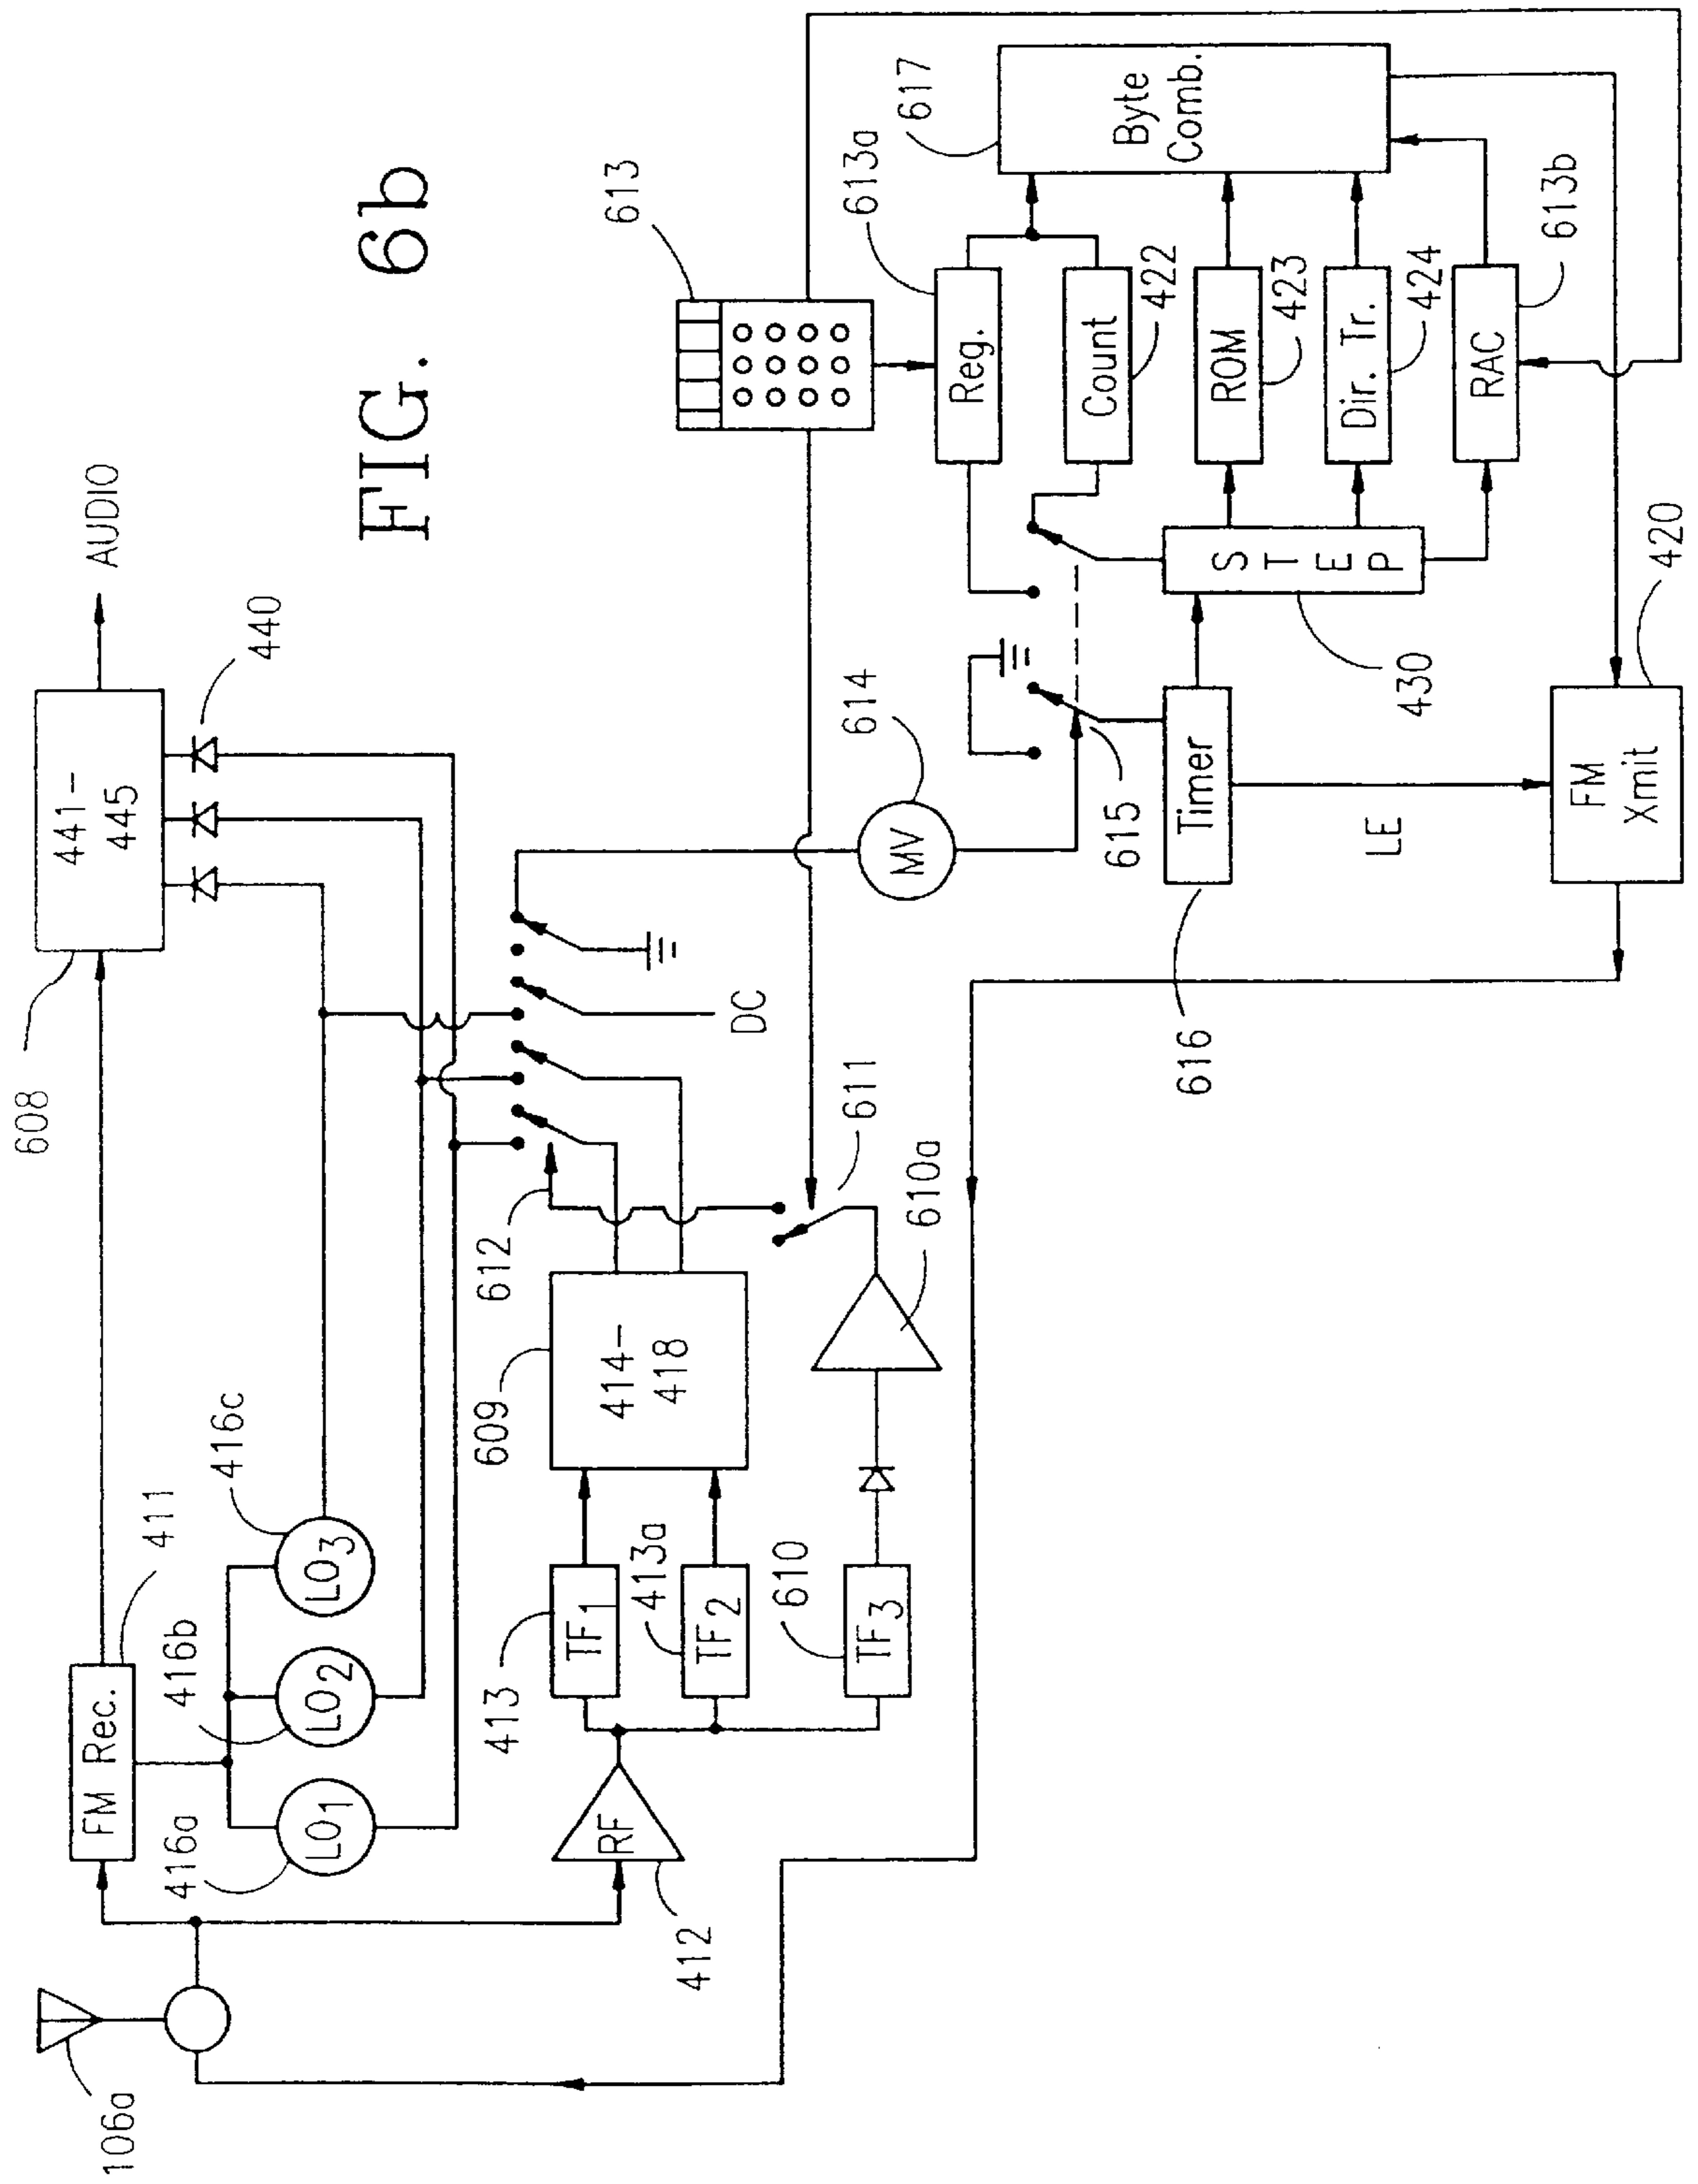 FIG. 6b
106a
FM Rec.
411
608
441-
445
AUDIO
440
416a
LO1
416b
LO2
416c
LO3
RF
412
413
TF1
413a
TF2
610
TF3
609
414-
418
612
610a
611
DC
MV
614
615
613
Timer
616
LE
S
T
E
P
430
Reg.
613a
Count
422
ROM
423
Dir. Tr.
424
RAC
613b
Byte
Comb.
617
FM
Xmit
420